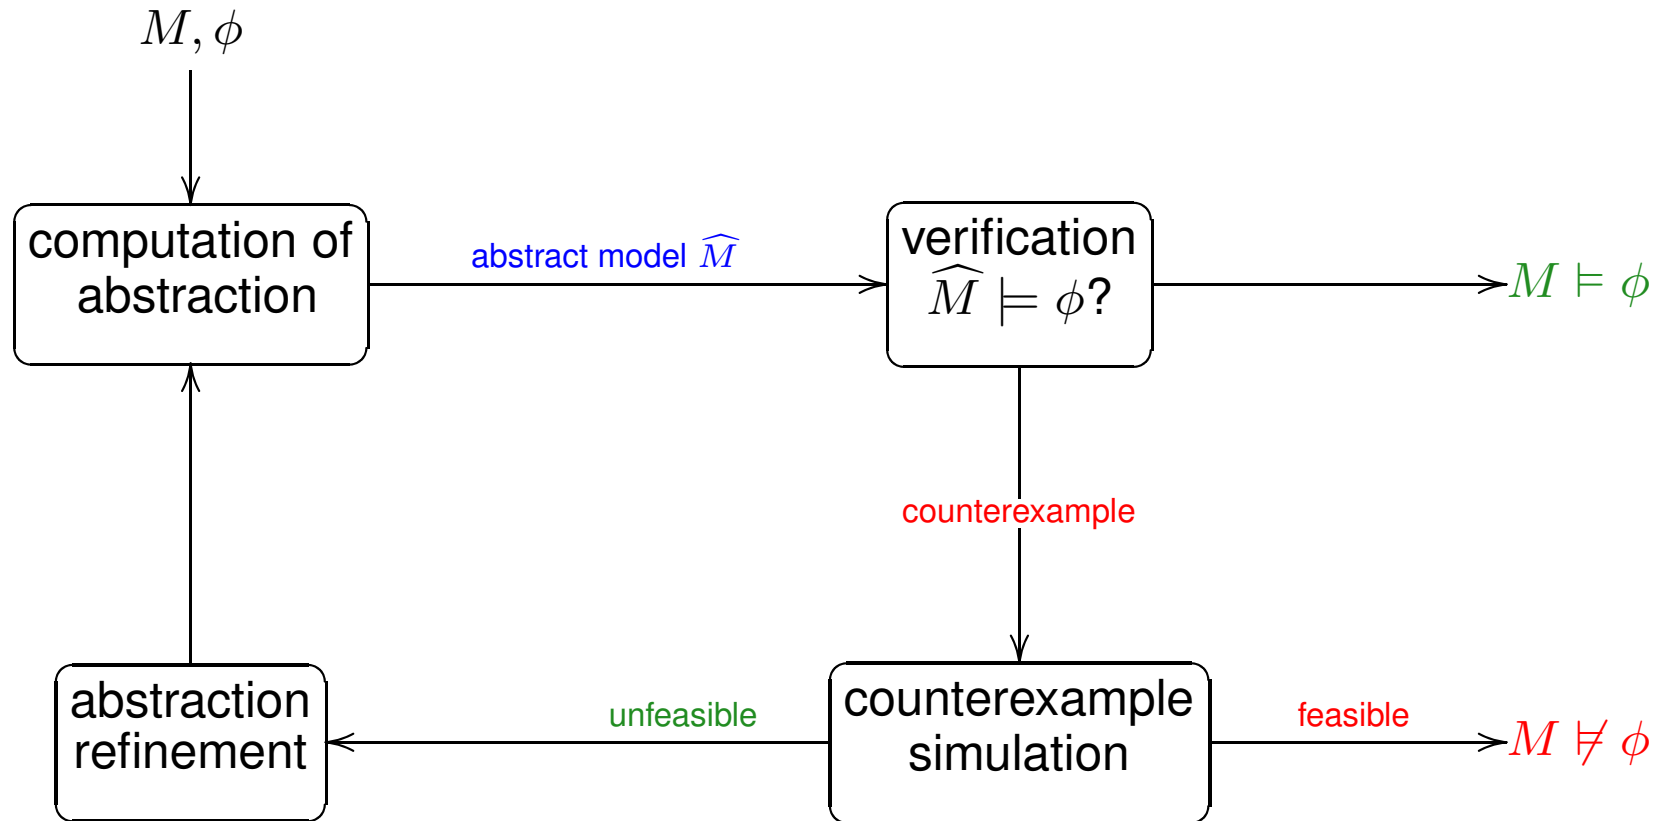 M, ϕ
computation of
abstraction
abstract model M̂
verification
M̂ ⊨ ϕ?
M ⊨ ϕ
counterexample
abstraction
refinement
unfeasible
counterexample
simulation
feasible
M ⊭ ϕ